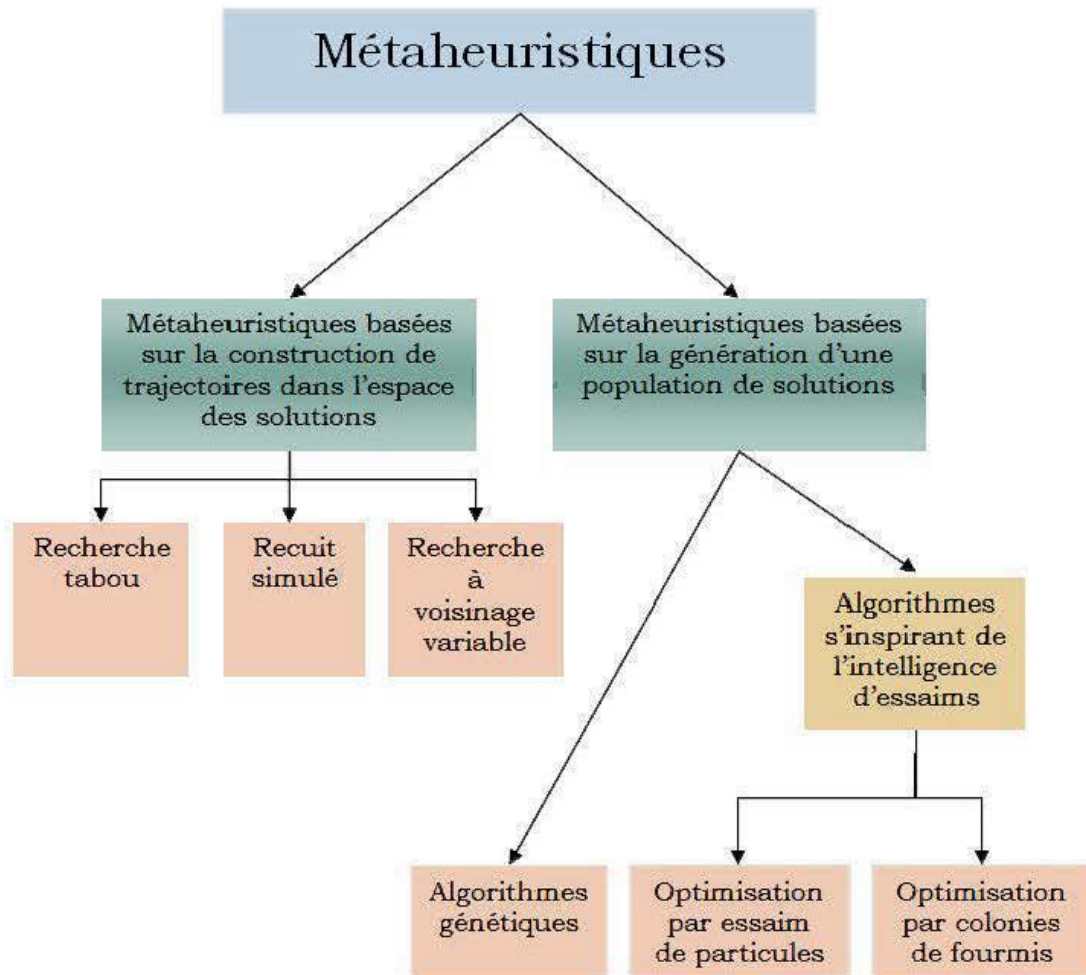 Métaheuristiques
Métaheuristiques basées
sur la construction de
trajectoires dans l'espace
des solutions
Métaheuristiques basées
sur la génération d'une
population de solutions
Recherche
tabou
Recuit
simulé
Recherche
à
voisinage
variable
Algorithmes
s'inspirant de
l'intelligence
d'essaims
Algorithmes
génétiques
Optimisation
par essaim
de particules
Optimisation
par colonies
de fourmis